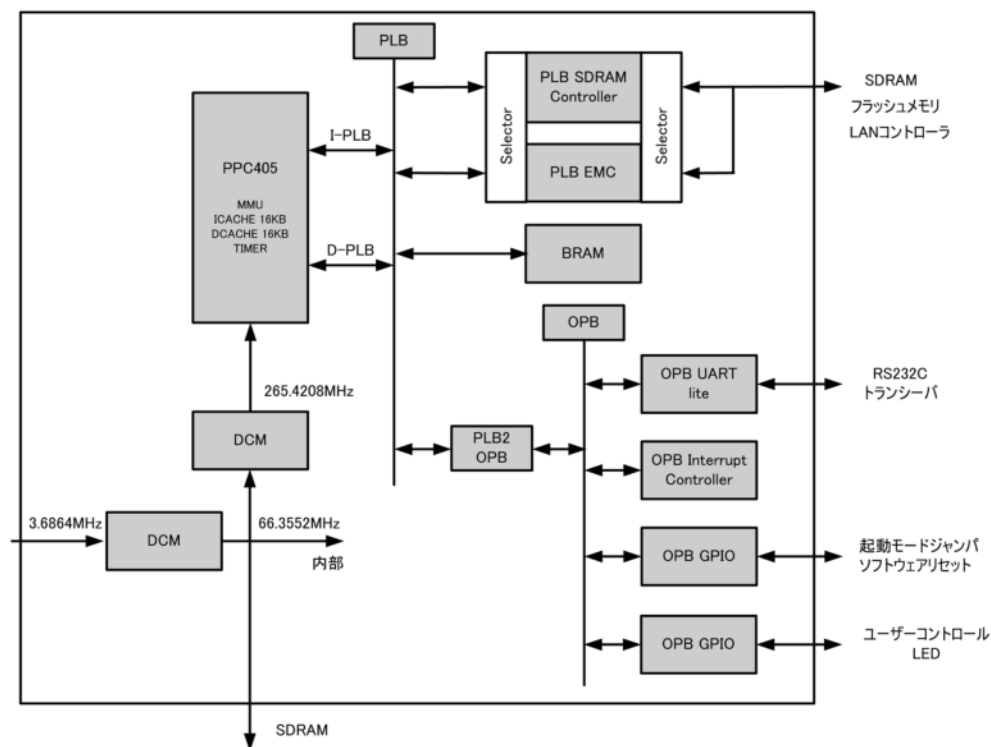 PLB
PLB SDRAM
Controller
Selector
Selector
PLB EMC
SDRAM
フラッシュメモリ
LANコントローラ
I-PLB
PPC405
MMU
ICACHE 16KB
DCACHE 16KB
TIMER
D-PLB
BRAM
OPB
OPB UART
lite
RS232C
トランシーバ
265.4208MHz
DCM
PLB2
OPB
OPB Interrupt
Controller
3.6864MHz
DCM
66.3552MHz
内部
OPB GPIO
起動モードジャンパ
ソフトウェアリセット
OPB GPIO
ユーザーコントロール
LED
SDRAM